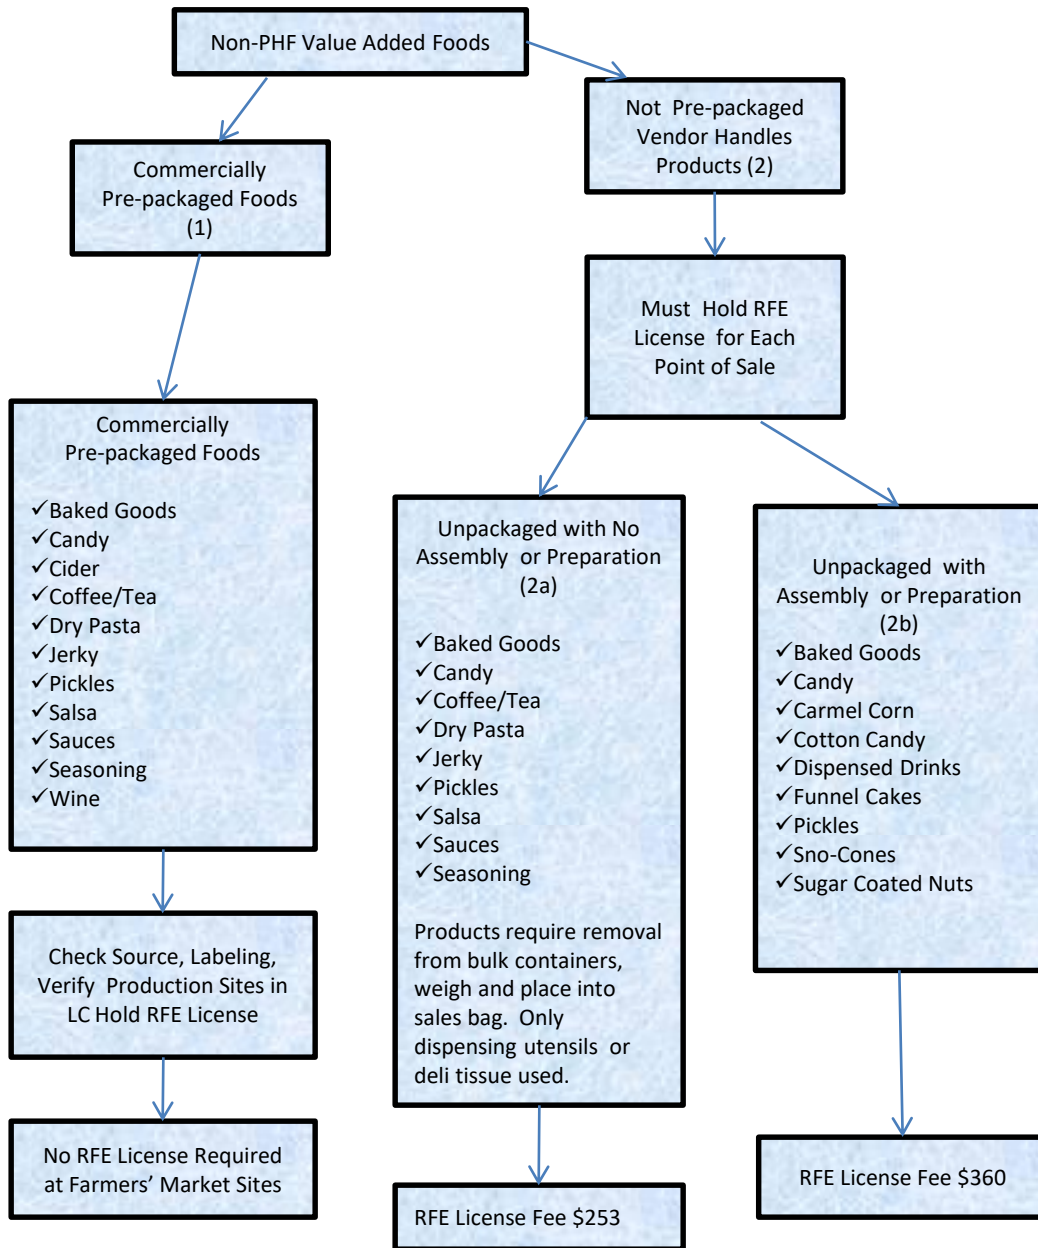 Non-PHF Value Added Foods
Not Pre-packaged
Vendor Handles
Products (2)
Commercially
Pre-packaged Foods
(1)
Must Hold RFE
License for Each
Point of Sale
Commercially
Pre-packaged Foods
✓Baked Goods
✓Candy
✓Cider
✓Coffee/Tea
✓Dry Pasta
✓Jerky
✓Pickles
✓Salsa
✓Sauces
✓Seasoning
✓Wine
Unpackaged with No
Assembly or Preparation
(2a)
✓Baked Goods
✓Candy
✓Coffee/Tea
✓Dry Pasta
✓Jerky
✓Pickles
✓Salsa
✓Sauces
✓Seasoning
Products require removal
from bulk containers,
weigh and place into
sales bag. Only
dispensing utensils or
deli tissue used.
Unpackaged with
Assembly or Preparation
(2b)
✓Baked Goods
✓Candy
✓Carmel Corn
✓Cotton Candy
✓Dispensed Drinks
✓Funnel Cakes
✓Pickles
✓Sno-Cones
✓Sugar Coated Nuts
Check Source, Labeling,
Verify Production Sites in
LC Hold RFE License
No RFE License Required
at Farmers’ Market Sites
RFE License Fee $253
RFE License Fee $360